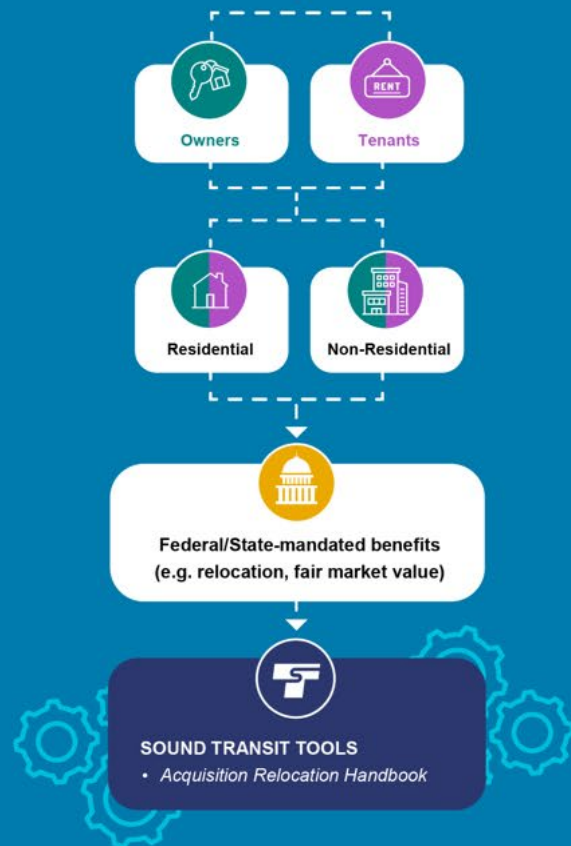 RENT
Owners
Tenants
Residential
Non-Residential
Federal/State-mandated benefits
(e.g. relocation, fair market value)
SOUND TRANSIT TOOLS
• Acquisition Relocation Handbook